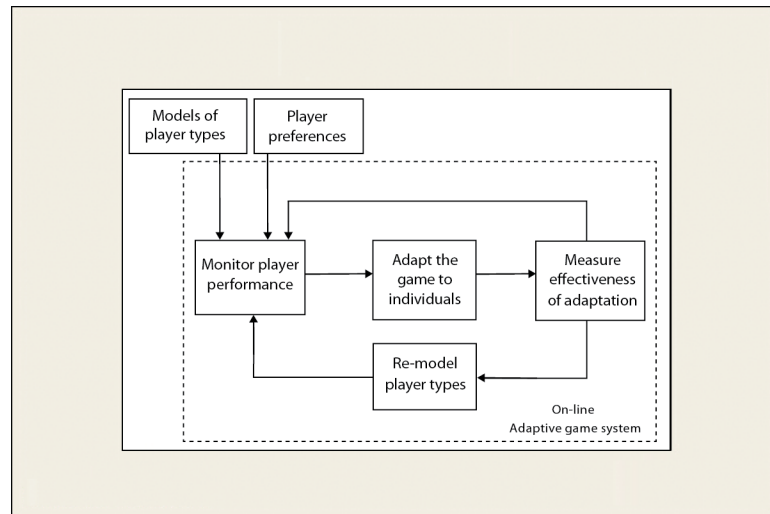 Models of
player types
Player
preferences
Monitor player
performance
Adapt the
game to
individuals
Measure
effectiveness
of adaptation
Re-model
player types
On-line
Adaptive game system